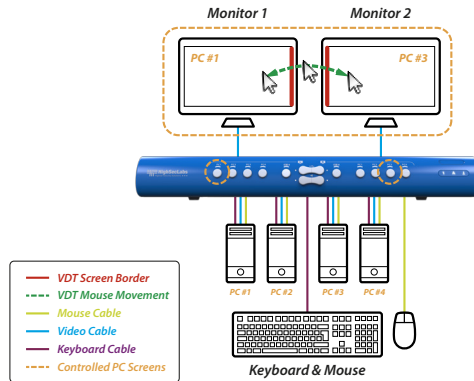 Monitor 1 Monitor 2
PC #1 PC #3
HighSecLabs
PC #1 PC #2 PC #3 PC #4
VDT Screen Border
VDT Mouse Movement
Mouse Cable
Video Cable
Keyboard Cable
Controlled PC Screens
Keyboard & Mouse